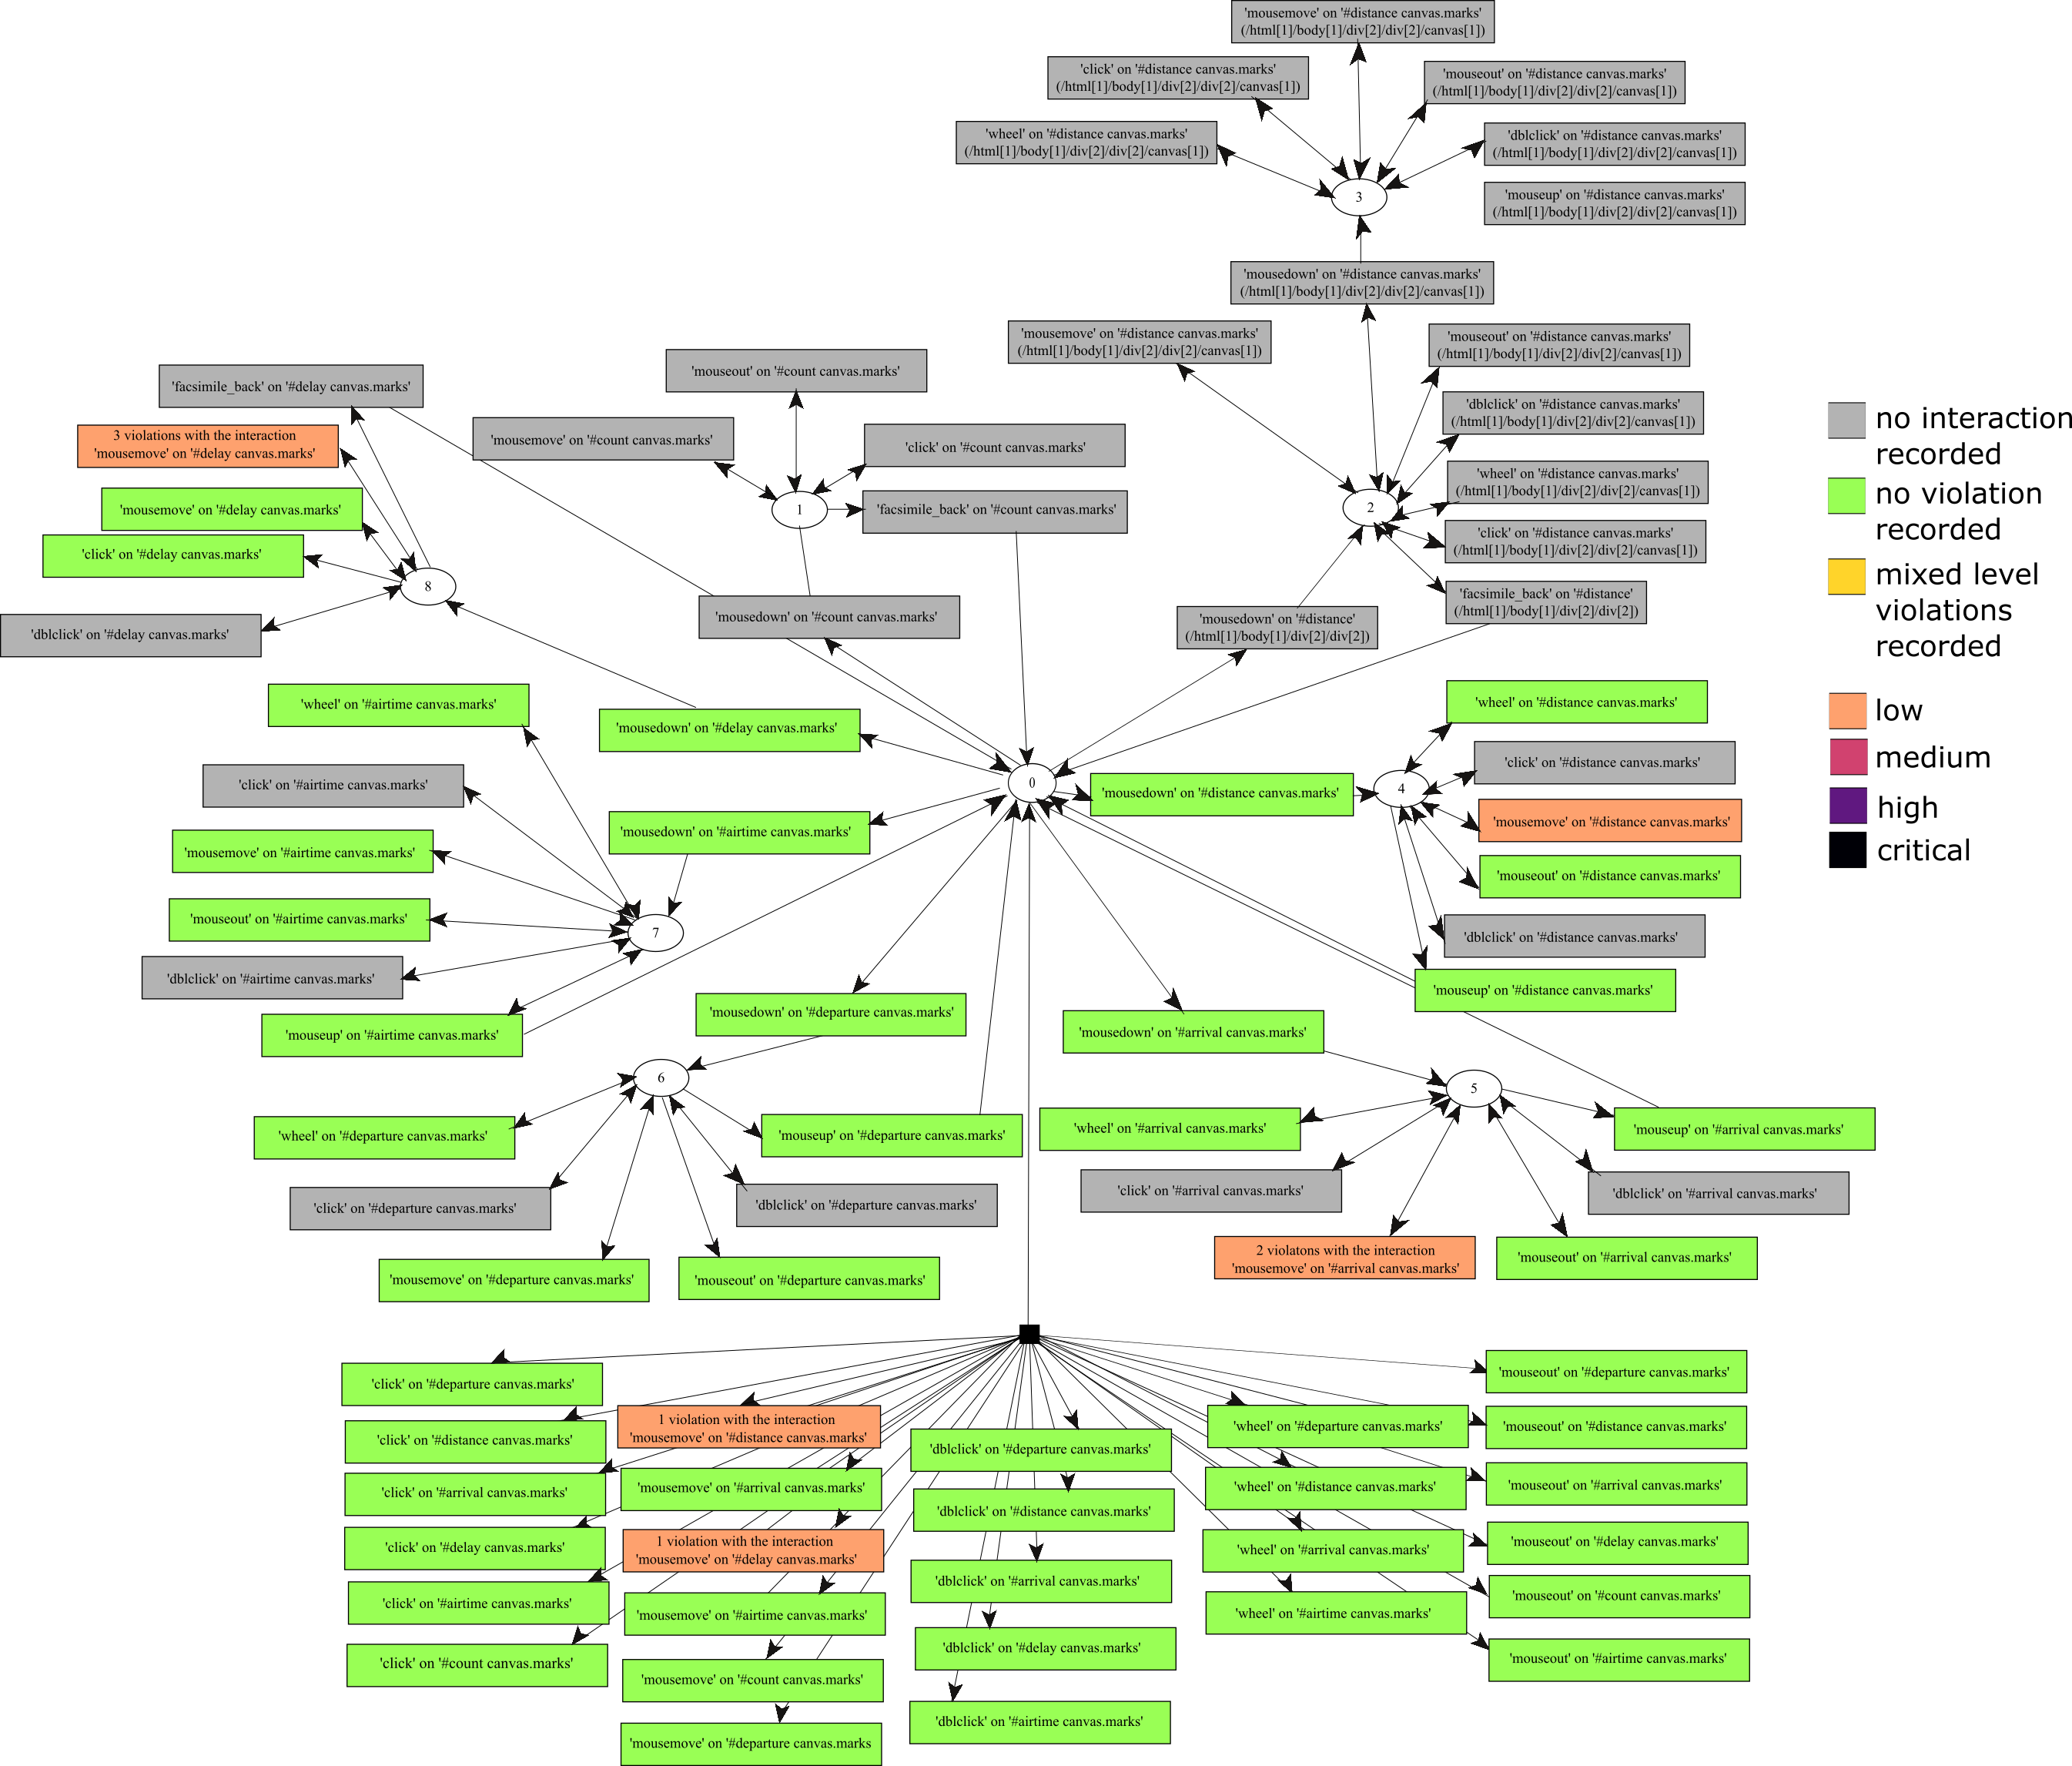 'mousemove' on '#distance canvas.marks'
(/html[1]/body[1]/div[2]/div[2]/canvas[1])
'click' on '#distance canvas.marks'
(/html[1]/body[1]/div[2]/div[2]/canvas[1])
'mouseout' on '#distance canvas.marks'
(/html[1]/body[1]/div[2]/div[2]/canvas[1])
'wheel' on '#distance canvas.marks'
(/html[1]/body[1]/div[2]/div[2]/canvas[1])
'dblclick' on '#distance canvas.marks'
(/html[1]/body[1]/div[2]/div[2]/canvas[1])
3
'mouseup' on '#distance canvas.marks'
(/html[1]/body[1]/div[2]/div[2]/canvas[1])
'mousedown' on '#distance canvas.marks'
(/html[1]/body[1]/div[2]/div[2]/canvas[1])
'mousemove' on '#distance canvas.marks'
(/html[1]/body[1]/div[2]/div[2]/canvas[1])
'mouseout' on '#distance canvas.marks'
(/html[1]/body[1]/div[2]/div[2]/canvas[1])
'dblclick' on '#distance canvas.marks'
(/html[1]/body[1]/div[2]/div[2]/canvas[1])
'wheel' on '#distance canvas.marks'
(/html[1]/body[1]/div[2]/div[2]/canvas[1])
2
'click' on '#distance canvas.marks'
(/html[1]/body[1]/div[2]/div[2]/canvas[1])
'facsimile_back' on '#distance'
(/html[1]/body[1]/div[2]/div[2])
'mousedown' on '#distance'
(/html[1]/body[1]/div[2]/div[2])
'mouseout' on '#count canvas.marks'
'mousemove' on '#count canvas.marks'
'click' on '#count canvas.marks'
1
'facsimile_back' on '#count canvas.marks'
'mousedown' on '#count canvas.marks'
'facsimile_back' on '#delay canvas.marks'
3 violations with the interaction
'mousemove' on '#delay canvas.marks'
'mousemove' on '#delay canvas.marks'
'click' on '#delay canvas.marks'
8
'dblclick' on '#delay canvas.marks'
'mousedown' on '#delay canvas.marks'
0
'wheel' on '#airtime canvas.marks'
'click' on '#airtime canvas.marks'
'mousedown' on '#airtime canvas.marks'
'mousemove' on '#airtime canvas.marks'
'mouseout' on '#airtime canvas.marks'
7
'dblclick' on '#airtime canvas.marks'
'mouseup' on '#airtime canvas.marks'
'wheel' on '#distance canvas.marks'
'click' on '#distance canvas.marks'
'mousedown' on '#distance canvas.marks'
4
'mousemove' on '#distance canvas.marks'
'mouseout' on '#distance canvas.marks'
'dblclick' on '#distance canvas.marks'
'mouseup' on '#distance canvas.marks'
no interaction
recorded
no violation
recorded
mixed level
violations
recorded
low
medium
high
critical
'mousedown' on '#departure canvas.marks'
6
'wheel' on '#departure canvas.marks'
'mouseup' on '#departure canvas.marks'
'click' on '#departure canvas.marks'
'dblclick' on '#departure canvas.marks'
'mousemove' on '#departure canvas.marks'
'mouseout' on '#departure canvas.marks'
'mousedown' on '#arrival canvas.marks'
5
'wheel' on '#arrival canvas.marks'
'mouseup' on '#arrival canvas.marks'
'click' on '#arrival canvas.marks'
'dblclick' on '#arrival canvas.marks'
2 violatons with the interaction
'mousemove' on '#arrival canvas.marks'
'mouseout' on '#arrival canvas.marks'
'click' on '#departure canvas.marks'
'click' on '#distance canvas.marks'
'click' on '#arrival canvas.marks'
'click' on '#delay canvas.marks'
'click' on '#airtime canvas.marks'
'click' on '#count canvas.marks'
1 violation with the interaction
'mousemove' on '#distance canvas.marks'
'mousemove' on '#arrival canvas.marks'
1 violation with the interaction
'mousemove' on '#delay canvas.marks'
'mousemove' on '#airtime canvas.marks'
'mousemove' on '#count canvas.marks'
'mousemove' on '#departure canvas.marks
'dblclick' on '#departure canvas.marks'
'dblclick' on '#distance canvas.marks'
'dblclick' on '#arrival canvas.marks'
'dblclick' on '#delay canvas.marks'
'dblclick' on '#airtime canvas.marks'
'wheel' on '#departure canvas.marks'
'wheel' on '#distance canvas.marks'
'wheel' on '#arrival canvas.marks'
'wheel' on '#airtime canvas.marks'
'mouseout' on '#departure canvas.marks'
'mouseout' on '#distance canvas.marks'
'mouseout' on '#arrival canvas.marks'
'mouseout' on '#delay canvas.marks'
'mouseout' on '#count canvas.marks'
'mouseout' on '#airtime canvas.marks'